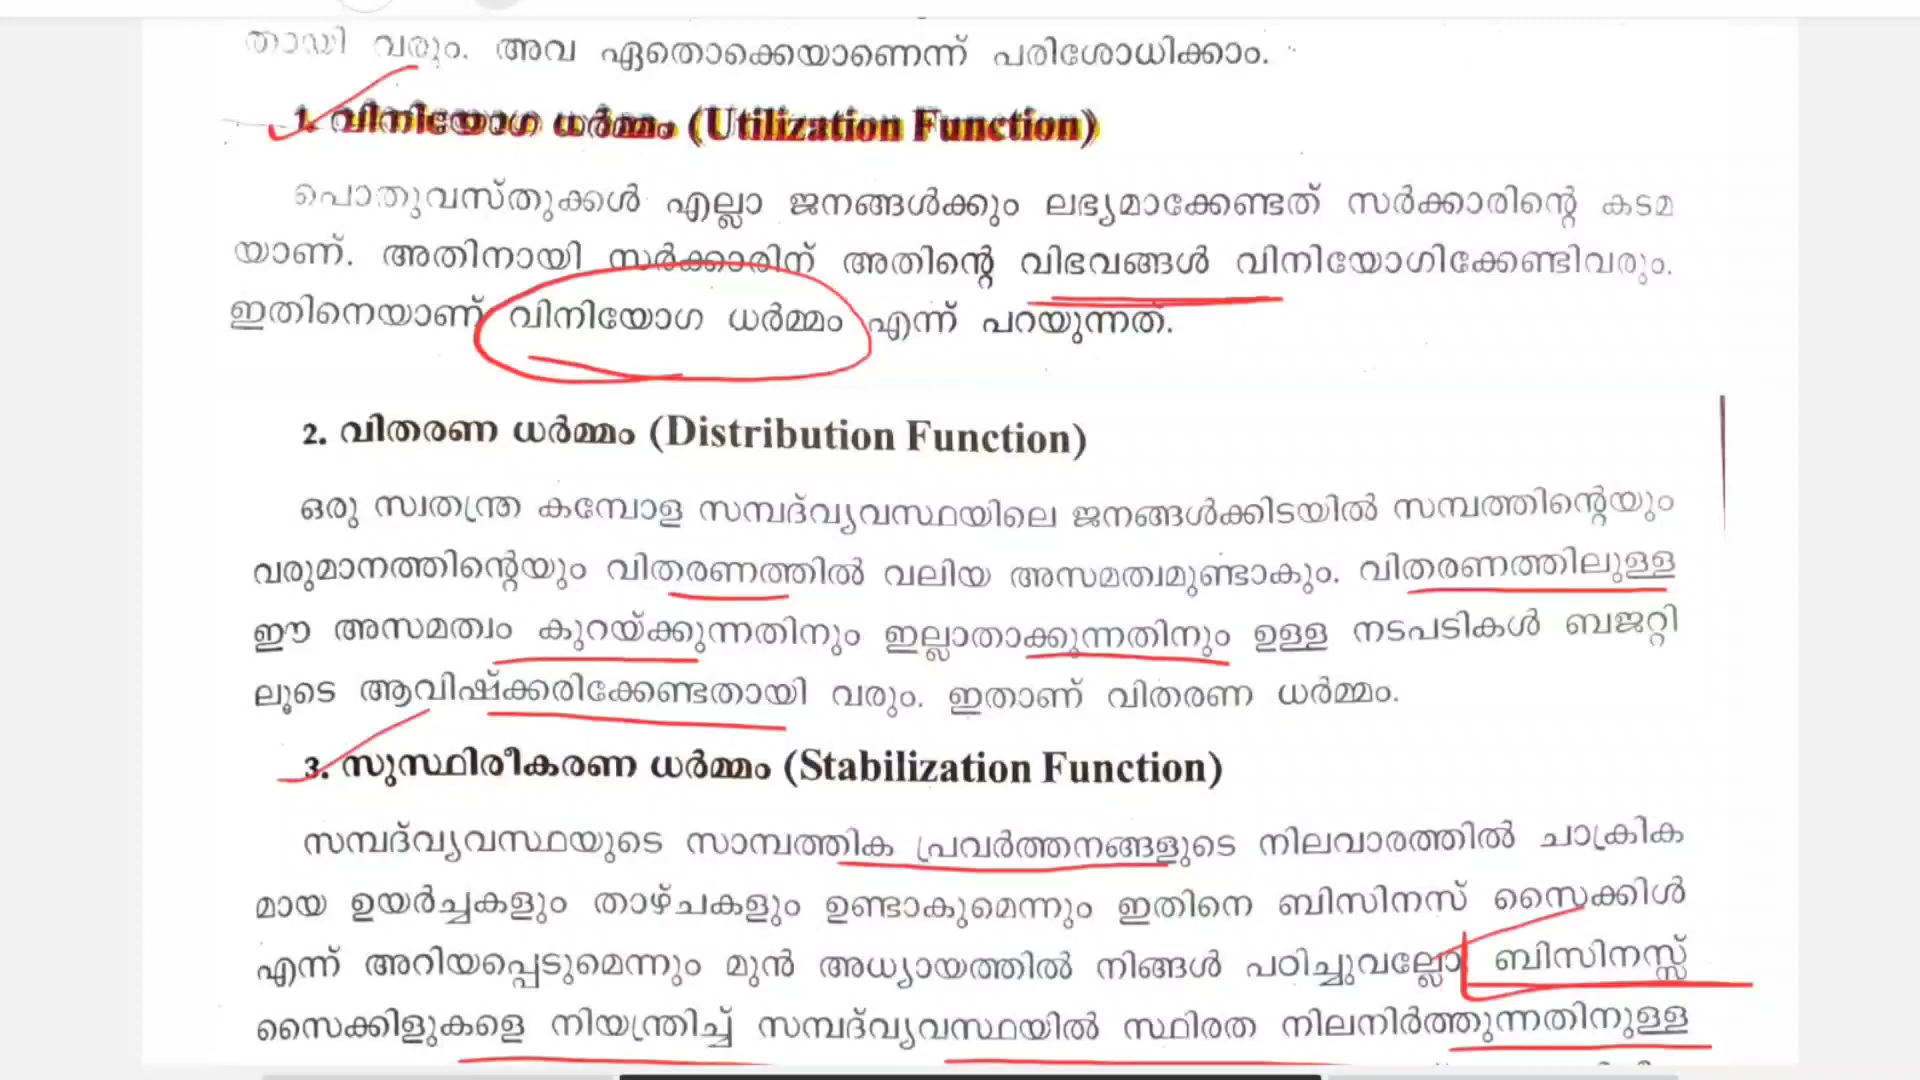 തായി വരും. അവ ഏതൊക്കെയാണെന്ന് പരിശോധിക്കാം.
1. വിനിയോഗ ധർമ്മം (Utilization Function)
പൊതുവസ്തുക്കൾ എല്ലാ ജനങ്ങൾക്കും ലഭ്യമാക്കേണ്ടത് സർക്കാരിന്റെ കടമ
യാണ്. അതിനായി സർക്കാരിന് അതിന്റെ വിഭവങ്ങൾ വിനിയോഗിക്കേണ്ടിവരും.
ഇതിനെയാണ് വിനിയോഗ ധർമ്മം എന്ന് പറയുന്നത്.
2. വിതരണ ധർമ്മം (Distribution Function)
ഒരു സ്വതന്ത്ര കമ്പോള സമ്പദ്‌വ്യവസ്ഥയിലെ ജനങ്ങൾക്കിടയിൽ സമ്പത്തിന്റെയും
വരുമാനത്തിന്റെയും വിതരണത്തിൽ വലിയ അസമത്വമുണ്ടാകും. വിതരണത്തിലുള്ള
ഈ അസമത്വം കുറയ്ക്കുന്നതിനും ഇല്ലാതാക്കുന്നതിനും ഉള്ള നടപടികൾ ബജറ്റി
ലൂടെ ആവിഷ്ക്കരിക്കേണ്ടതായി വരും. ഇതാണ് വിതരണ ധർമ്മം.
3. സുസ്ഥിരീകരണ ധർമ്മം (Stabilization Function)
സമ്പദ്‌വ്യവസ്ഥയുടെ സാമ്പത്തിക പ്രവർത്തനങ്ങളുടെ നിലവാരത്തിൽ ചാക്രിക
മായ ഉയർച്ചകളും താഴ്ചകളും ഉണ്ടാകുമെന്നും ഇതിനെ ബിസിനസ് സൈക്കിൾ
എന്ന് അറിയപ്പെടുമെന്നും മുൻ അധ്യായത്തിൽ നിങ്ങൾ പഠിച്ചുവല്ലോ ബിസിനസ്സ്
സൈക്കിളുകളെ നിയന്ത്രിച്ച് സമ്പദ്‌വ്യവസ്ഥയിൽ സ്ഥിരത നിലനിർത്തുന്നതിനുള്ള